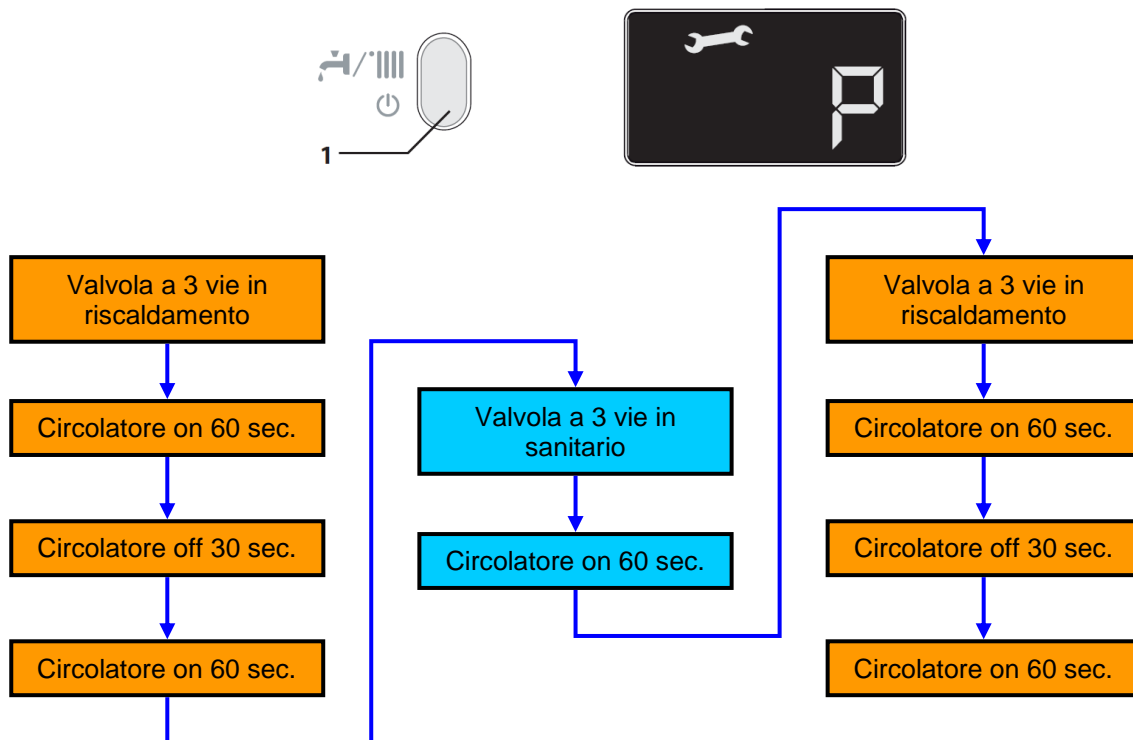 1
P
Valvola a 3 vie in
riscaldamento
Circolatore on 60 sec.
Circolatore off 30 sec.
Circolatore on 60 sec.
Valvola a 3 vie in
sanitario
Circolatore on 60 sec.
Valvola a 3 vie in
riscaldamento
Circolatore on 60 sec.
Circolatore off 30 sec.
Circolatore on 60 sec.